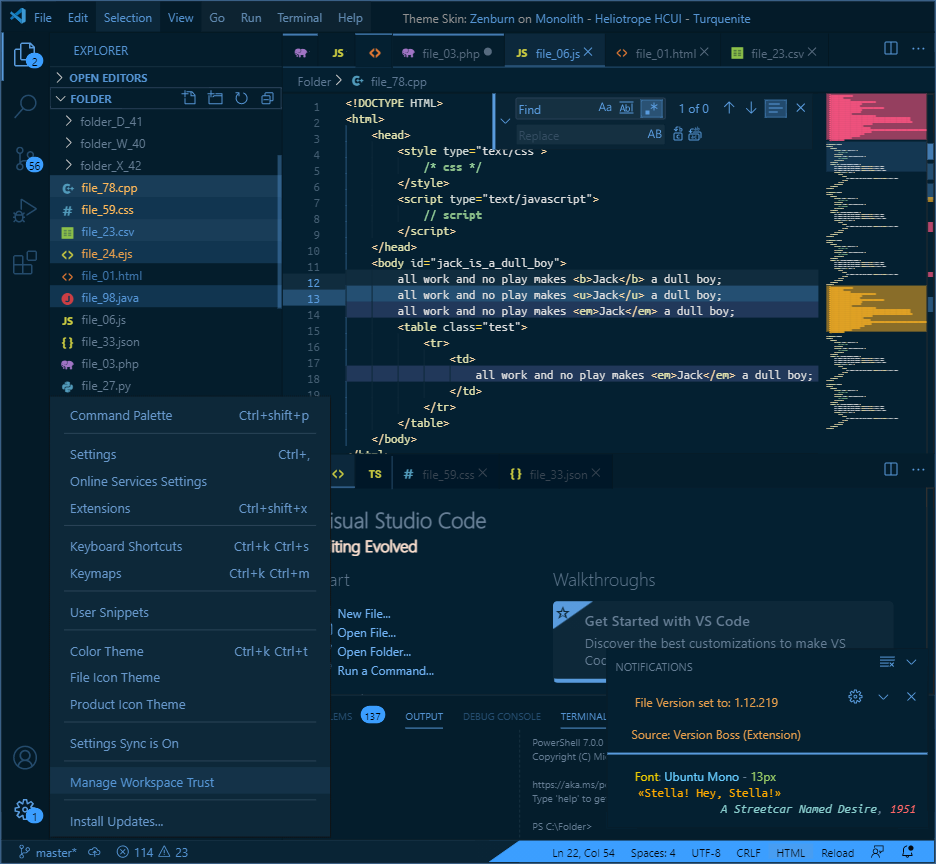 File Edit Selection View Go Run Terminal Help Theme Skin: Zenburn on Monolith - Heliotrope HCUI - Turquenite
2
EXPLORER
OPEN EDITORS
FOLDER
folder_D_41
folder_W_40
folder_X_42
56
file_78.cpp
file_59.css
file_23.csv
file_24.ejs
file_01.html
file_98.java
file_06.js
file_33.json
file_03.php
file_27.py
JS file_03.php JS file_06.js file_01.html file_23.csv
Folder > file_78.cpp
Find Aa Abl .* 1 of 0
Replace AB
1 <!DOCTYPE HTML>
2 <html>
3 <head>
4 <style type="text/css">
5 /* css */
6 </style>
7 <script type="text/javascript">
8 // script
9 </script>
10 </head>
11 <body id="jack_is_a_dull_boy">
12 all work and no play makes <b>Jack</b> a dull boy;
13 all work and no play makes <u>Jack</u> a dull boy;
14 all work and no play makes <em>Jack</em> a dull boy;
15 <table class="test">
16 <tr>
17 <td>
18 all work and no play makes <em>Jack</em> a dull boy;
19 </td>
</tr>
</table>
</body>
</html>
Command Palette Ctrl+shift+p
Settings Ctrl+,
Online Services Settings
Extensions Ctrl+shift+x
Keyboard Shortcuts Ctrl+k Ctrl+s
Keymaps Ctrl+k Ctrl+m
User Snippets
Color Theme Ctrl+k Ctrl+t
File Icon Theme
Product Icon Theme
Settings Sync is On
Manage Workspace Trust
Install Updates...
1
TS # file_59.css {} file_33.json
isual Studio Code
iting Evolved
art
New File...
Open File...
Open Folder...
Run a Command...
Walkthroughs
Get Started with VS Code
Discover the best customizations to make VS
Coc
LEMS 137 OUTPUT DEBUG CONSOLE TERMINAL
PowerShell 7.0.0
Copyright (C) Mi
https://aka.ms/p
Type 'help' to ge
PS C:\Folder>
NOTIFICATIONS
File Version set to: 1.12.219
Source: Version Boss (Extension)
Font: Ubuntu Mono - 13px
«Stella! Hey, Stella!»
A Streetcar Named Desire, 1951
master* 114 23 Ln 22, Col 54 Spaces: 4 UTF-8 CRLF HTML Reload